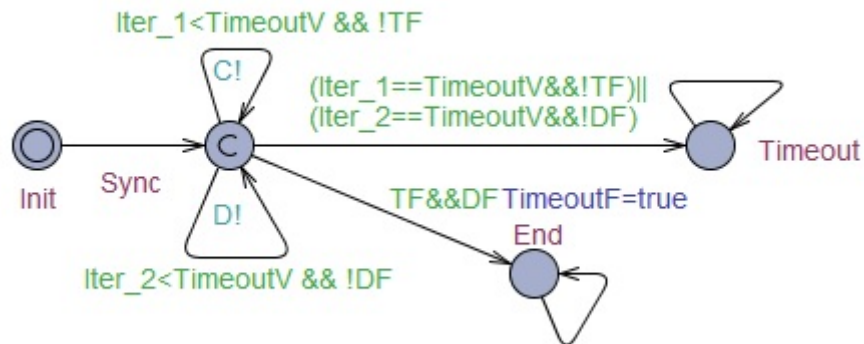 Iter_1<TimeoutV && !TF
C!
(Iter_1==TimeoutV&&!TF)||
(Iter_2==TimeoutV&&!DF)
C
Timeout
Init
Sync
D!
TF&&DF TimeoutF=true
End
Iter_2<TimeoutV && !DF